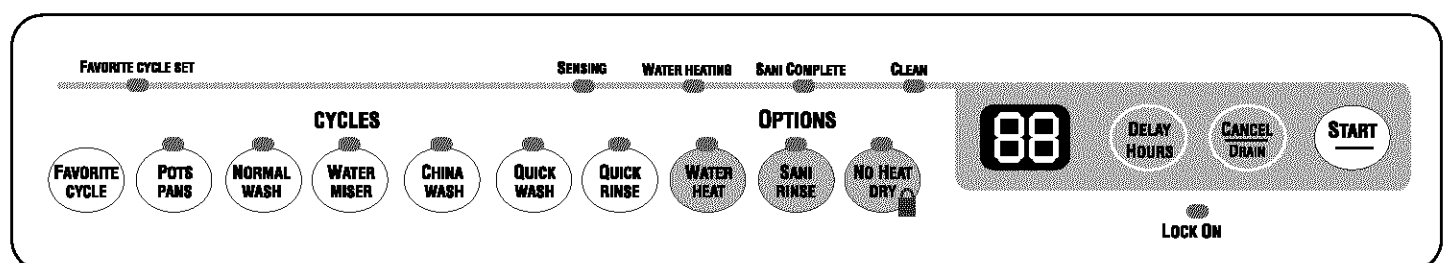 FAVORITE CYCLE SET
SENSING
WATER HEATING
SANI COMPLETE
CLEAN
CYCLES
OPTIONS
FAVORITE
CYCLE
POTS
PANS
NORMAL
WASH
WATER
MISER
CHINA
WASH
QUICK
WASH
QUICK
RINSE
WATER
HEAT
SANI
RINSE
NO HEAT
DRY
88
DELAY
HOURS
CANCEL
DRAIN
START
LOCK ON